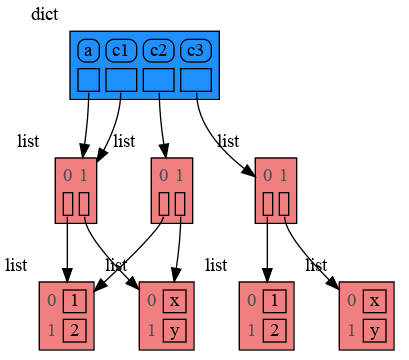 dict
a c1 c2 c3
list list list
0 1 0 1 0 1
list list list list
0 1 0 x 0 1 0 x
1 2 1 y 1 2 1 y